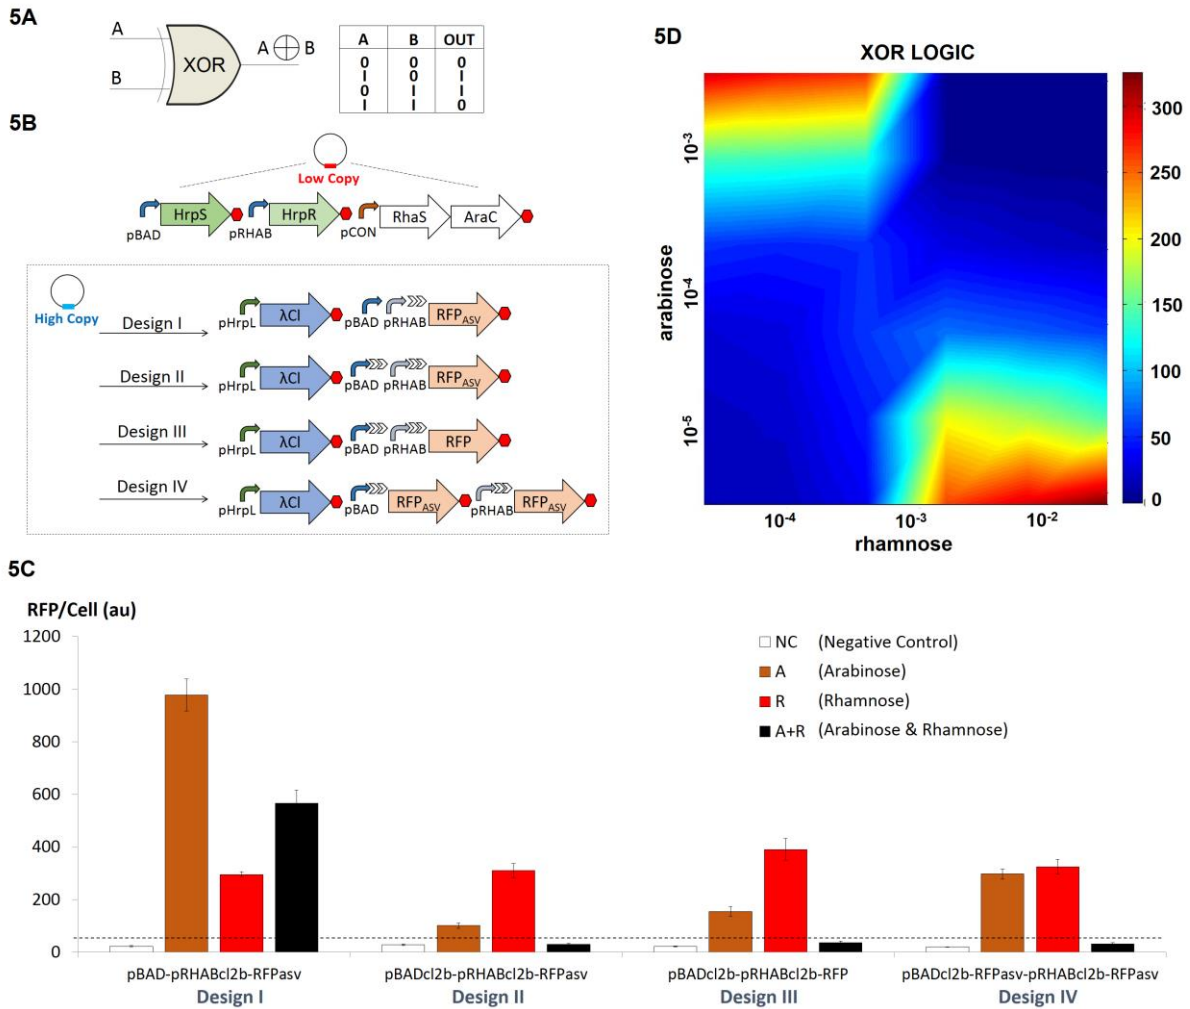 5A
A
B
XOR
A ⊕ B
A B OUT
0 0 0
I 0 I
0 I I
I I 0
5B
Low Copy
HrpS HrpR RhaS AraC
pBAD pRHAB pCON
High Copy
Design I
pHrpL λCI pBAD pRHAB RFPASV
Design II
pHrpL λCI pBAD pRHAB RFPASV
Design III
pHrpL λCI pBAD pRHAB RFP
Design IV
pHrpL λCI pBAD RFPASV pRHAB RFPASV
5D
XOR LOGIC
arabinose
10-3
10-4
10-5
10-4 10-3 10-2
rhamnose
300
250
200
150
100
50
0
5C
RFP/Cell (au)
1200
1000
800
600
400
200
0
NC (Negative Control)
A (Arabinose)
R (Rhamnose)
A+R (Arabinose & Rhamnose)
pBAD-pRHABcl2b-RFPasv pBADcl2b-pRHABcl2b-RFPasv pBADcl2b-pRHABcl2b-RFP pBADcl2b-RFPasv-pRHABcl2b-RFPasv
Design I Design II Design III Design IV